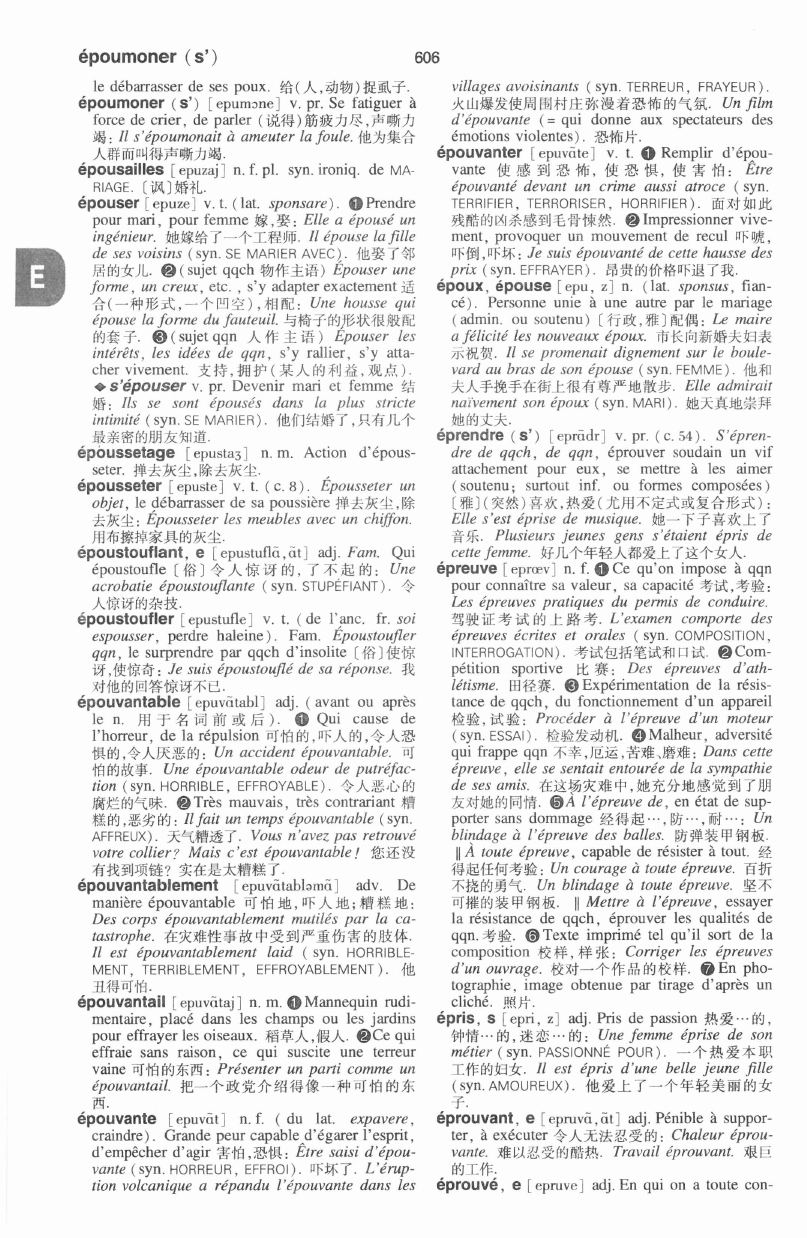 époumoner (s')
606
le débarrasser de ses poux. 给(人,动物)捉虱子.
époumoner (s') [epumɔne] v. pr. Se fatiguer à
force de crier, de parler (说得)筋疲力尽,声嘶力
竭: Il s'époumonait à ameuter la foule. 他为集合
人群而叫得声嘶力竭.
épousailles [epuzaj] n. f. pl. syn. ironiq. de MA-
RIAGE. 〔讽〕婚礼.
épouser [epuze] v. t. (lat. sponsare). ❶Prendre
pour mari, pour femme 嫁,娶: Elle a épousé un
ingénieur. 她嫁给了一个工程师. Il épouse la fille
de ses voisins (syn. SE MARIER AVEC). 他娶了邻
居的女儿. ❷(sujet qqch 物作主语) Épouser une
forme, un creux, etc. , s'y adapter exactement 适
合(一种形式,一个凹空),相配: Une housse qui
épouse la forme du fauteuil. 与椅子的形状很般配
的套子. ❸(sujet qqn 人作主语) Épouser les
intérêts, les idées de qqn, s'y rallier, s'y atta-
cher vivement. 支持,拥护(某人的利益,观点).
◆s'épouser v. pr. Devenir mari et femme 结
婚: Ils se sont épousés dans la plus stricte
intimité (syn. SE MARIER). 他们结婚了,只有几个
最亲密的朋友知道.
époussetage [epustaʒ] n. m. Action d'épous-
seter. 掸去灰尘,除去灰尘.
épousseter [epuste] v. t. (c. 8). Épousseter un
objet, le débarrasser de sa poussière 掸去灰尘,除
去灰尘: Épousseter les meubles avec un chiffon.
用布擦掉家具的灰尘.
époustouflant, e [epustuflɑ̃,ɑ̃t] adj. Fam. Qui
époustoufle〔俗〕令人惊讶的,了不起的: Une
acrobatie époustouflante (syn. STUPÉFIANT). 令
人惊讶的杂技.
époustoufler [epustufle] v. t. (de l'anc. fr. soi
espousser, perdre haleine). Fam. Époustoufler
qqn, le surprendre par qqch d'insolite〔俗〕使惊
讶,使惊奇: Je suis époustouflé de sa réponse. 我
对他的回答惊讶不已.
épouvantable [epuvɑ̃tabl] adj. (avant ou après
le n. 用于名词前或后). ❶ Qui cause de
l'horreur, de la répulsion 可怕的,吓人的,令人恐
惧的,令人厌恶的: Un accident épouvantable. 可
怕的故事. Une épouvantable odeur de putréfac-
tion (syn. HORRIBLE, EFFROYABLE). 令人恶心的
腐烂的气味. ❷Très mauvais, très contrariant 糟
糕的,恶劣的: Il fait un temps épouvantable (syn.
AFFREUX). 天气糟透了. Vous n'avez pas retrouvé
votre collier? Mais c'est épouvantable! 您还没
有找到项链? 实在是太糟糕了.
épouvantablement [epuvɑ̃tabləmɑ̃] adv. De
manière épouvantable 可怕地,吓人地;糟糕地:
Des corps épouvantablement mutilés par la ca-
tastrophe. 在灾难性事故中受到严重伤害的肢体.
Il est épouvantablement laid (syn. HORRIBLE-
MENT, TERRIBLEMENT, EFFROYABLEMENT). 他
丑得可怕.
épouvantail [epuvɑ̃taj] n. m. ❶Mannequin rudi-
mentaire, placé dans les champs ou les jardins
pour effrayer les oiseaux. 稻草人,假人. ❷Ce qui
effraie sans raison, ce qui suscite une terreur
vaine 可怕的东西: Présenter un parti comme un
épouvantail. 把一个政党介绍得像一种可怕的东
西.
épouvante [epuvɑ̃t] n. f. (du lat. expavere,
craindre). Grande peur capable d'égarer l'esprit,
d'empêcher d'agir 害怕,恐惧: Être saisi d'épou-
vante (syn. HORREUR, EFFROI). 吓坏了. L'érup-
tion volcanique a répandu l'épouvante dans les
E
villages avoisinants (syn. TERREUR, FRAYEUR).
火山爆发使周围村庄弥漫着恐怖的气氛. Un film
d'épouvante (= qui donne aux spectateurs des
émotions violentes). 恐怖片.
épouvanter [epuvɑ̃te] v. t. ❶ Remplir d'épou-
vante 使感到恐怖,使恐惧,使害怕: Être
épouvanté devant un crime aussi atroce (syn.
TERRIFIER, TERRORISER, HORRIFIER). 面对如此
残酷的凶杀感到毛骨悚然. ❷Impressionner vive-
ment, provoquer un mouvement de recul 吓唬,
吓倒,吓坏: Je suis épouvanté de cette hausse des
prix (syn. EFFRAYER). 昂贵的价格吓退了我.
époux, épouse [epu, z] n. (lat. sponsus, fian-
cé). Personne unie à une autre par le mariage
(admin. ou soutenu)〔行政,雅〕配偶: Le maire
a félicité les nouveaux époux. 市长向新婚夫妇表
示祝贺. Il se promenait dignement sur le boule-
vard au bras de son épouse (syn. FEMME). 他和
夫人手挽手在街上很有尊严地散步. Elle admirait
naïvement son époux (syn. MARI). 她天真地崇拜
她的丈夫.
éprendre (s') [eprɑ̃dr] v. pr. (c. 54). S'épren-
dre de qqch, de qqn, éprouver soudain un vif
attachement pour eux, se mettre à les aimer
(soutenu; surtout inf. ou formes composées)
〔雅〕(突然)喜欢,热爱(尤用不定式或复合形式):
Elle s'est éprise de musique. 她一下子喜欢上了
音乐. Plusieurs jeunes gens s'étaient épris de
cette femme. 好几个年轻人都爱上了这个女人.
épreuve [eprœv] n. f. ❶Ce qu'on impose à qqn
pour connaître sa valeur, sa capacité 考试,考验:
Les épreuves pratiques du permis de conduire.
驾驶证考试的上路考. L'examen comporte des
épreuves écrites et orales (syn. COMPOSITION,
INTERROGATION). 考试包括笔试和口试. ❷Com-
pétition sportive 比赛: Des épreuves d'ath-
létisme. 田径赛. ❸Expérimentation de la résis-
tance de qqch, du fonctionnement d'un appareil
检验,试验: Procéder à l'épreuve d'un moteur
(syn. ESSAI). 检验发动机. ❹Malheur, adversité
qui frappe qqn 不幸,厄运,苦难,磨难: Dans cette
épreuve, elle se sentait entourée de la sympathie
de ses amis. 在这场灾难中,她充分地感觉到了朋
友对她的同情. ❺À l'épreuve de, en état de sup-
porter sans dommage 经得起…,防…,耐…: Un
blindage à l'épreuve des balles. 防弹装甲钢板.
‖ À toute épreuve, capable de résister à tout. 经
得起任何考验: Un courage à toute épreuve. 百折
不挠的勇气. Un blindage à toute épreuve. 坚不
可摧的装甲钢板. ‖ Mettre à l'épreuve, essayer
la résistance de qqch, éprouver les qualités de
qqn. 考验. ❻Texte imprimé tel qu'il sort de la
composition 校样,样张: Corriger les épreuves
d'un ouvrage. 校对一个作品的校样. ❼En pho-
tographie, image obtenue par tirage d'après un
cliché. 照片.
épris, s [epri, z] adj. Pris de passion 热爱…的,
钟情…的,迷恋…的: Une femme éprise de son
métier (syn. PASSIONNÉ POUR). 一个热爱本职
工作的妇女. Il est épris d'une belle jeune fille
(syn. AMOUREUX). 他爱上了一个年轻美丽的女
子.
éprouvant, e [epruvɑ̃,ɑ̃t] adj. Pénible à suppor-
ter, à exécuter 令人无法忍受的: Chaleur éprou-
vante. 难以忍受的酷热. Travail éprouvant. 艰巨
的工作.
éprouvé, e [epruve] adj. En qui on a toute con-